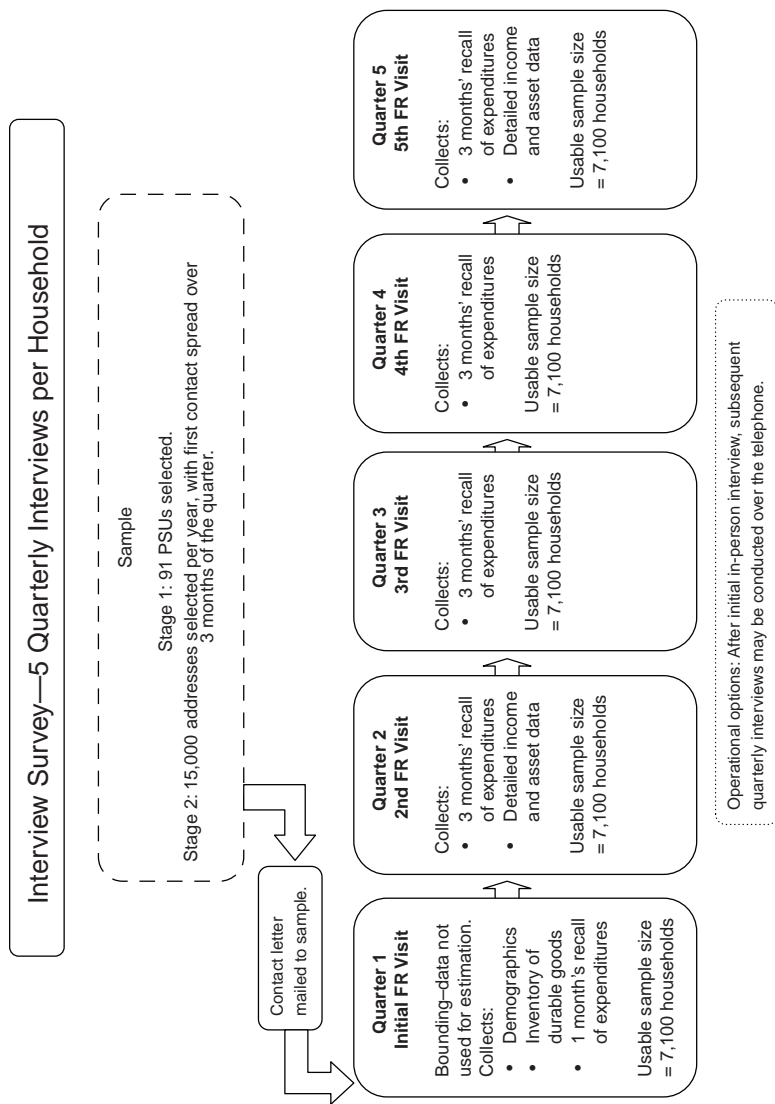 Interview Survey—5 Quarterly Interviews per Household
Sample
Stage 1: 91 PSUs selected.
Stage 2: 15,000 addresses selected per year, with first contact spread over
3 months of the quarter.
Contact letter
mailed to sample.
Quarter 1
Initial FR Visit
Bounding–data not
used for estimation.
Collects:
• Demographics
• Inventory of
durable goods
• 1 month's recall
of expenditures
Usable sample size
= 7,100 households
Quarter 2
2nd FR Visit
Collects:
• 3 months' recall
of expenditures
• Detailed income
and asset data
Usable sample size
= 7,100 households
Quarter 3
3rd FR Visit
Collects:
• 3 months' recall
of expenditures
Usable sample size
= 7,100 households
Quarter 4
4th FR Visit
Collects:
• 3 months' recall
of expenditures
Usable sample size
= 7,100 households
Quarter 5
5th FR Visit
Collects:
• 3 months' recall
of expenditures
• Detailed income
and asset data
Usable sample size
= 7,100 households
Operational options: After initial in-person interview, subsequent
quarterly interviews may be conducted over the telephone.